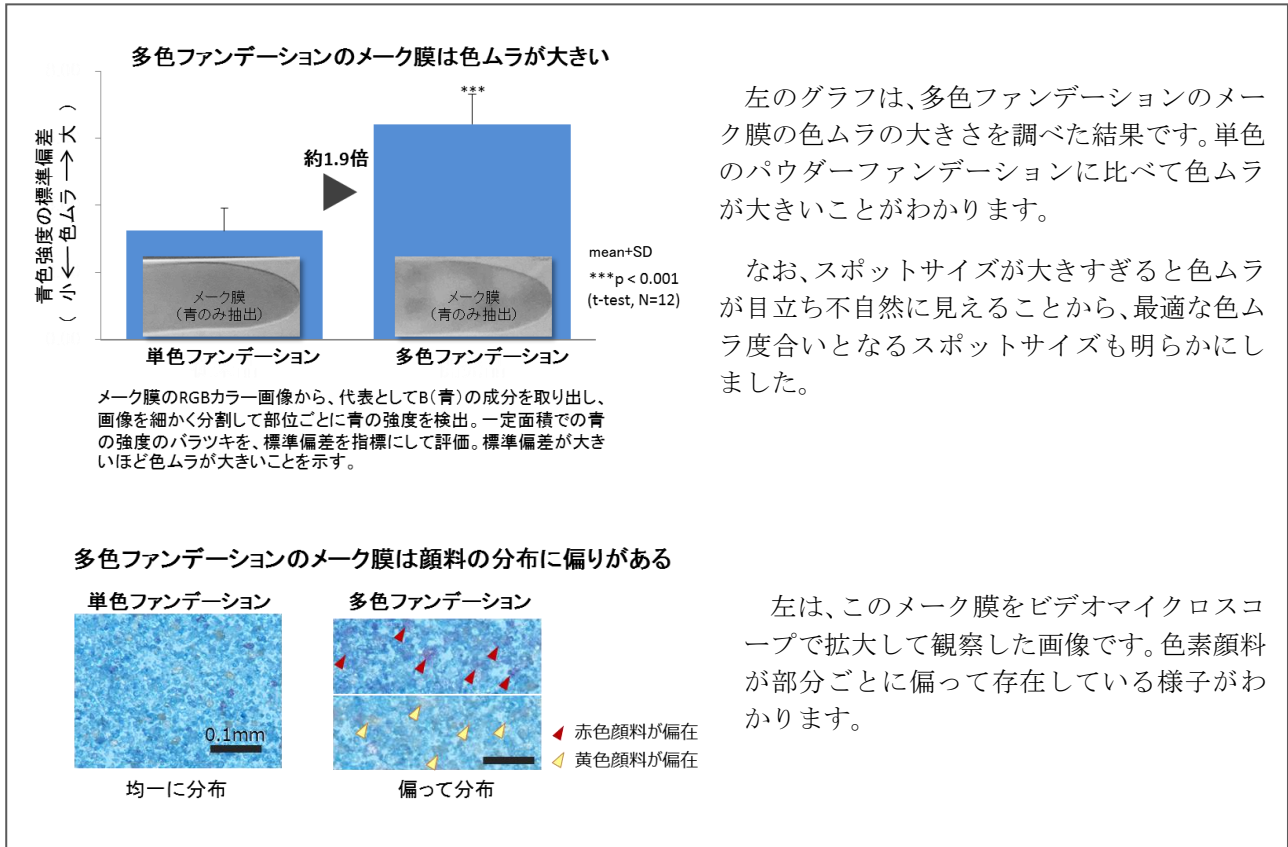 多色ファンデーションのメーク膜は色ムラが大きい
青色強度の標準偏差
( 小←色ムラ→大 )
***
約1.9倍
メーク膜
(青のみ抽出)
メーク膜
(青のみ抽出)
mean+SD
***p<0.001
(t-test, N=12)
単色ファンデーション
多色ファンデーション
メーク膜のRGBカラー画像から、代表としてB(青)の成分を取り出し、
画像を細かく分割して部位ごとに青の強度を検出。一定面積での青
の強度のバラツキを、標準偏差を指標にして評価。標準偏差が大き
いほど色ムラが大きいことを示す。
左のグラフは、多色ファンデーションのメー
ク膜の色ムラの大きさを調べた結果です。単色
のパウダーファンデーションに比べて色ムラ
が大きいことがわかります。
なお、スポットサイズが大きすぎると色ムラ
が目立ち不自然に見えることから、最適な色ム
ラ度合いとなるスポットサイズも明らかにし
ました。
多色ファンデーションのメーク膜は顔料の分布に偏りがある
単色ファンデーション
多色ファンデーション
0.1mm
赤色顔料が偏在
黄色顔料が偏在
均一に分布
偏って分布
左は、このメーク膜をビデオマイクロスコ
ープで拡大して観察した画像です。色素顔料
が部分ごとに偏って存在している様子がわ
かります。